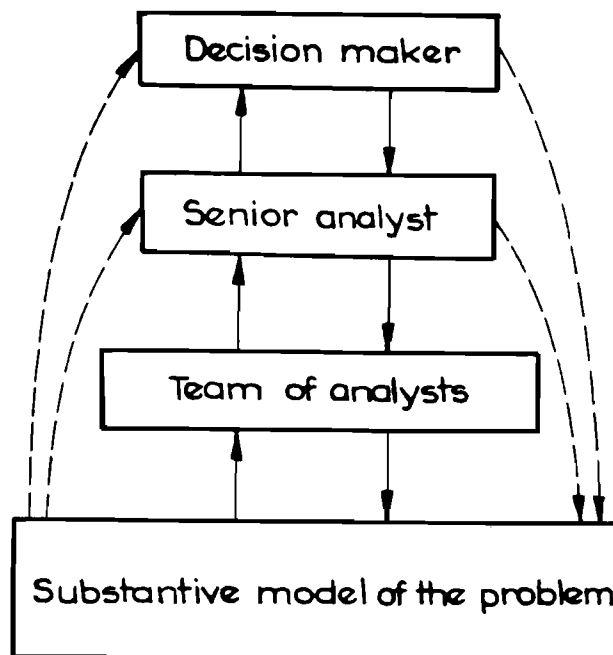 Decision maker
Senior analyst
Team of analysts
Substantive model of the problem